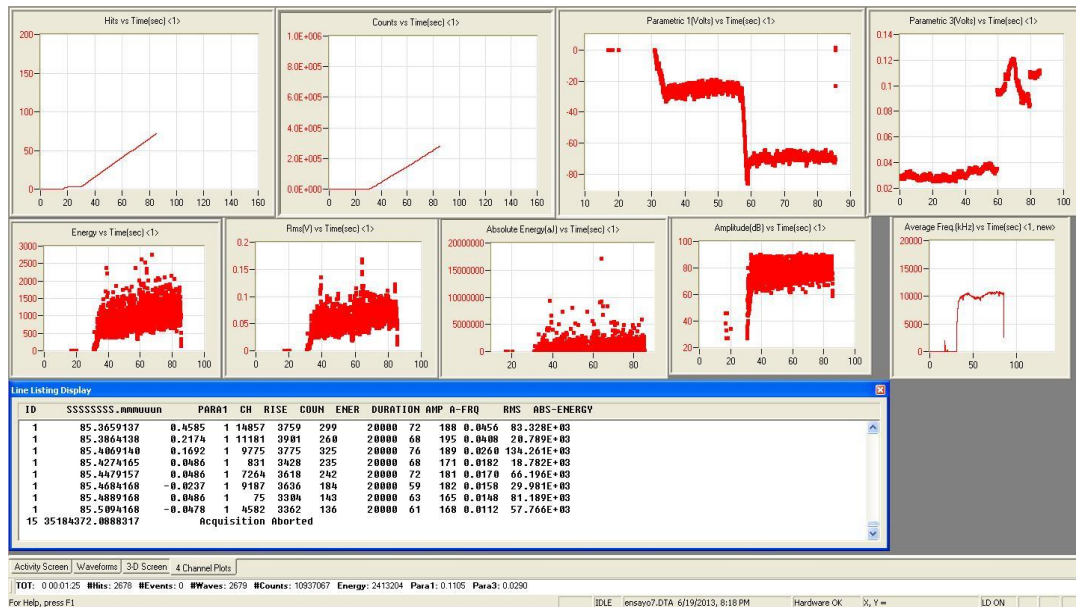 Hits vs Time(sec) <1>
200
150
100
50
0
0 20 40 60 80 100 120 140 160
Counts vs Time(sec) <1>
1.0E+006
8.0E+005
6.0E+005
4.0E+005
2.0E+005
0.0E+000
0 20 40 60 80 100 120 140 160
Parametric 1(Volts) vs Time(sec) <1>
0
-20
-40
-60
-80
10 20 30 40 50 60 70 80 90
Parametric 3(Volts) vs Time(sec) <1>
0.14
0.12
0.1
0.08
0.06
0.04
0.02
0 20 40 60 80 100
Energy vs Time(sec) <1>
3000
2500
2000
1500
1000
500
0
0 20 40 60 80 100
Rms(V) vs Time(sec) <1>
0.2
0.15
0.1
0.05
0
0 20 40 60 80 100
Absolute Energy(aJ) vs Time(sec) <1>
20000000
15000000
10000000
5000000
0
0 20 40 60 80
Amplitude(dB) vs Time(sec) <1>
100
80
60
40
20
0 20 40 60 80 100
Average Freq.(kHz) vs Time(sec) <1, new>
20000
15000
10000
5000
0
0 50 100
Line Listing Display
ID SSSSSSSS.mmmuuun PARA1 CH RISE COUN ENER DURATION AMP A-FRQ RMS ABS-ENERGY
1 85.3659137 0.4585 1 14857 3759 299 20000 72 188 0.0456 83.328E+03
1 85.3864138 0.2174 1 11181 3901 260 20000 68 195 0.0408 20.789E+03
1 85.4069140 0.1692 1 9775 3775 325 20000 76 189 0.0260 134.261E+03
1 85.4274165 0.0486 1 831 3428 235 20000 68 171 0.0182 18.782E+03
1 85.4479157 0.0486 1 7264 3618 242 20000 72 181 0.0170 66.196E+03
1 85.4684168 -0.0237 1 9187 3636 184 20000 59 182 0.0158 29.981E+03
1 85.4889168 0.0486 1 75 3304 143 20000 63 165 0.0148 81.189E+03
1 85.5094168 -0.0478 1 4582 3362 136 20000 61 168 0.0112 57.766E+03
15 35184372.0888317 Acquisition Aborted
Activity Screen Waveforms 3-D Screen 4 Channel Plots
TOT: 0 00:01:25 #Hits: 2678 #Events: 0 #Waves: 2679 #Counts: 10937067 Energy: 2413204 Para1: 0.1105 Para3: 0.0290
For Help, press F1 IDLE ensayo7.DTA 6/19/2013, 8:18 PM Hardware OK X, Y = LD ON